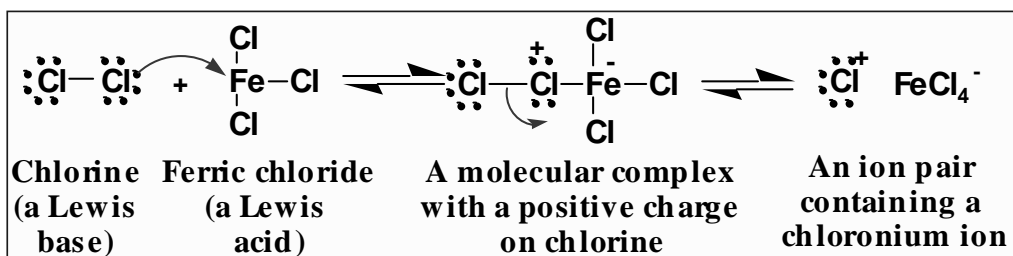 Cl Cl + Fe Cl Cl Cl
Cl Cl + Fe - Cl Cl Cl
Cl + FeCl4 -
Chlorine
(a Lewis
base)
Ferric chloride
(a Lewis
acid)
A molecular complex
with a positive charge
on chlorine
An ion pair
containing a
chloronium ion